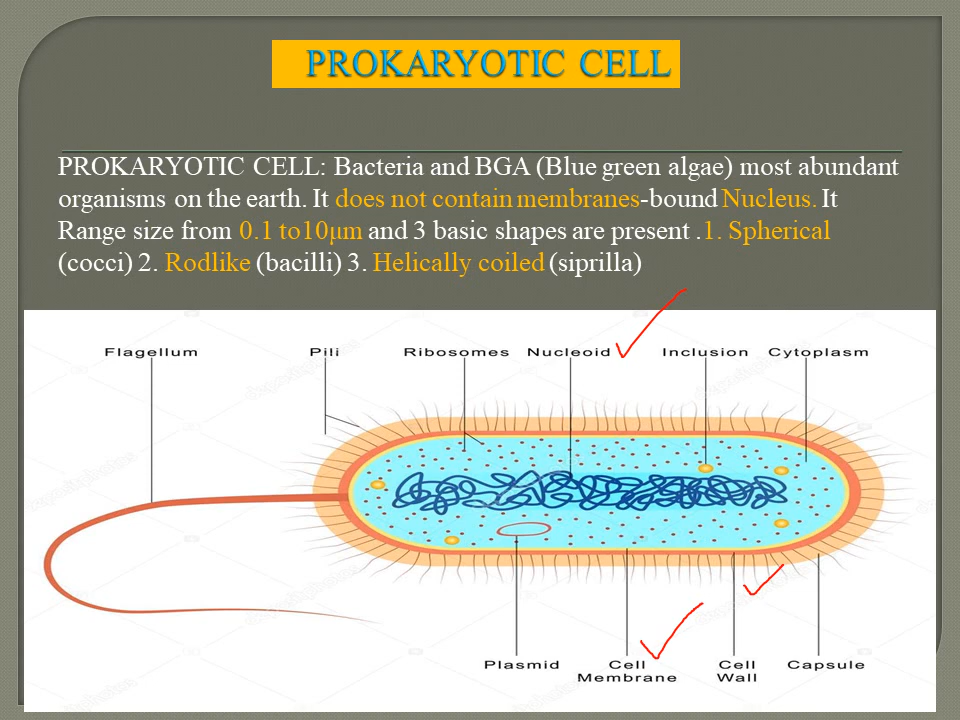 PROKARYOTIC CELL
PROKARYOTIC CELL: Bacteria and BGA (Blue green algae) most abundant
organisms on the earth. It does not contain membranes-bound Nucleus. It
Range size from 0.1 to10μm and 3 basic shapes are present .1. Spherical
(cocci) 2. Rodlike (bacilli) 3. Helically coiled (siprilla)
Flagellum Pili Ribosomes Nucleoid Inclusion Cytoplasm
Plasmid Cell Membrane Cell Wall Capsule